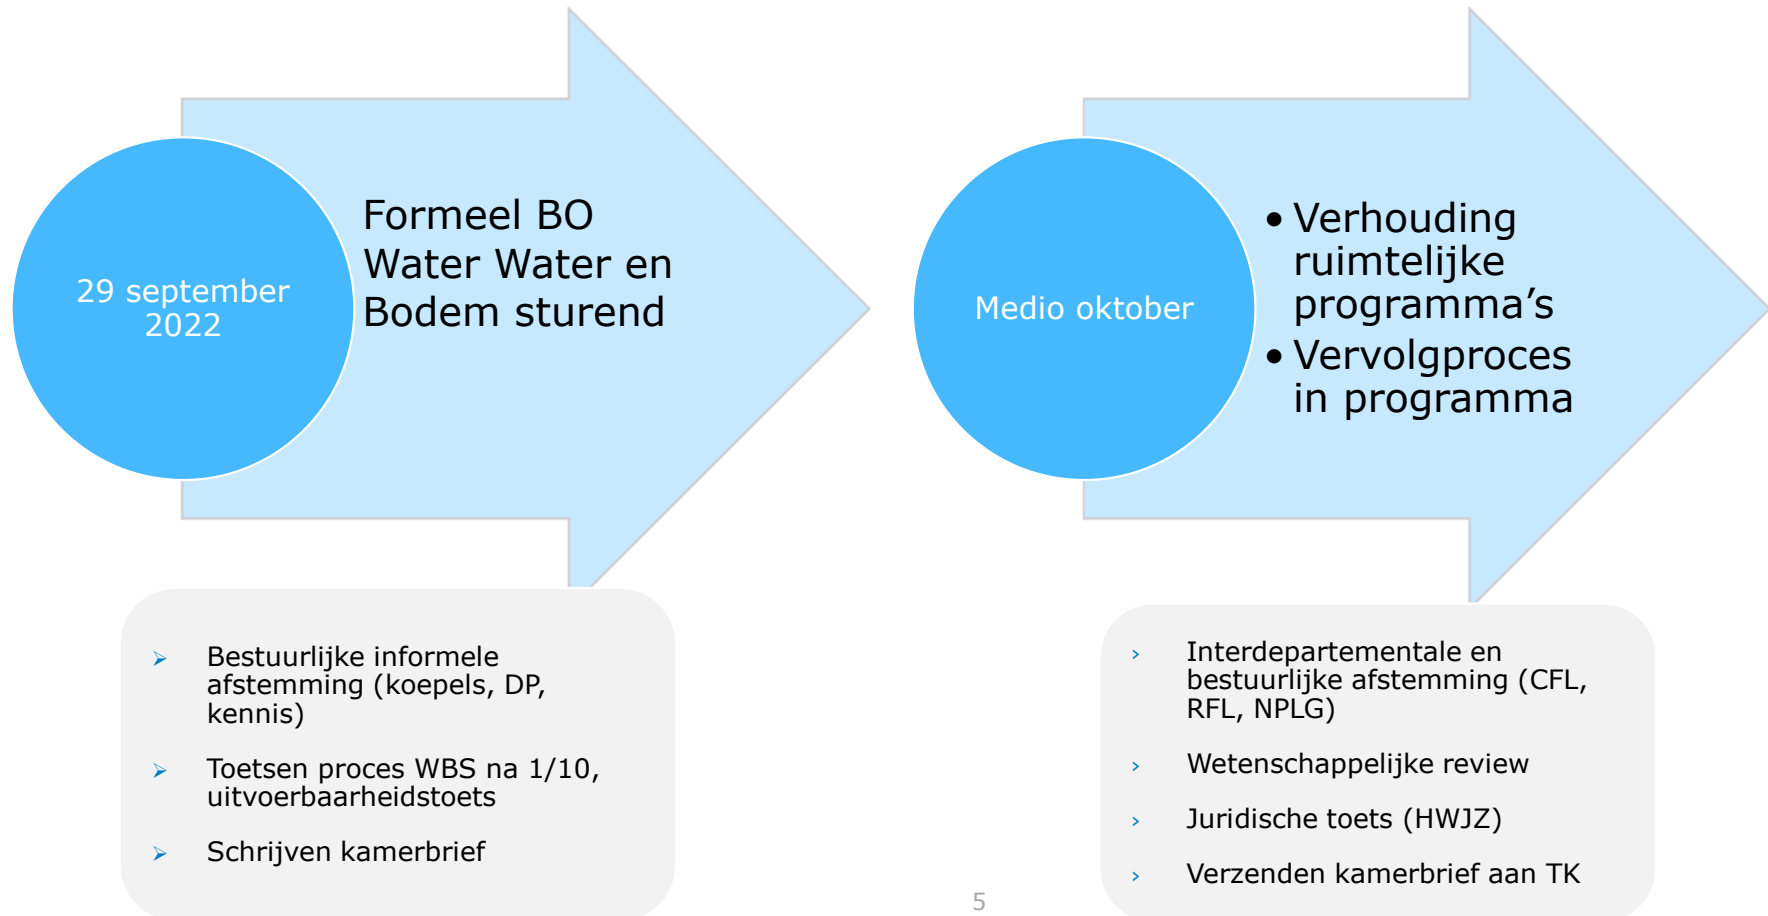 29 september
2022
Formeel BO
Water Water en
Bodem sturend
➢ Bestuurlijke informele
afstemming (koepels, DP,
kennis)
➢ Toetsen proces WBS na 1/10,
uitvoerbaarheidstoets
➢ Schrijven kamerbrief
Medio oktober
• Verhouding
ruimtelijke
programma’s
• Vervolgproces
in programma
› Interdepartementale en
bestuurlijke afstemming (CFL,
RFL, NPLG)
› Wetenschappelijke review
› Juridische toets (HWJZ)
› Verzenden kamerbrief aan TK
5